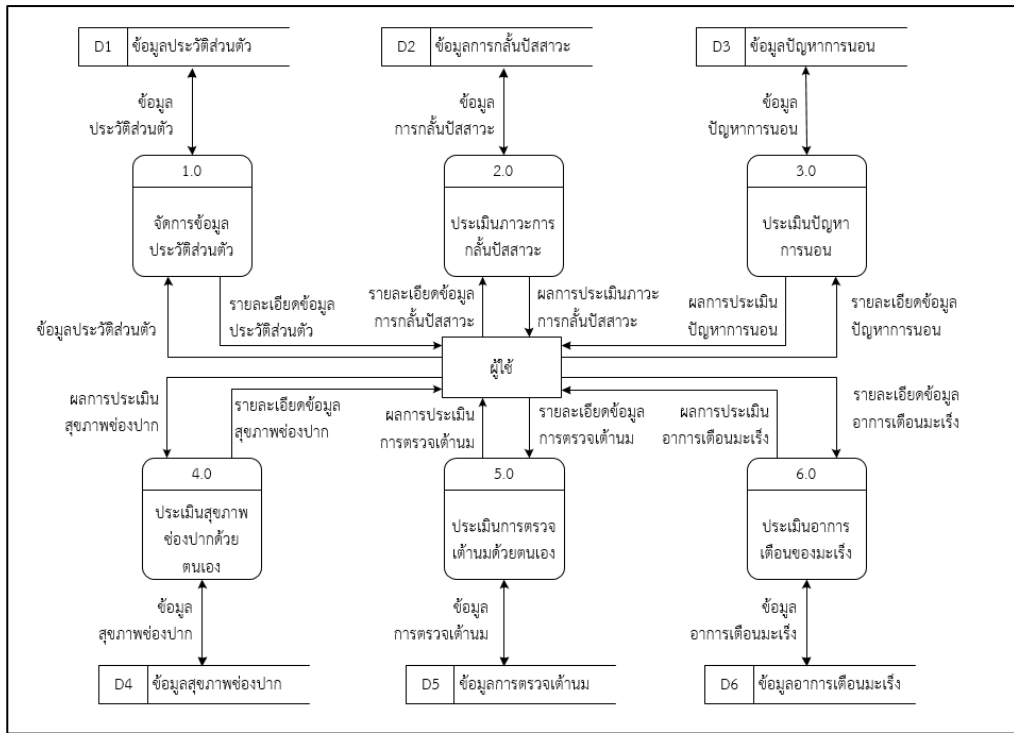 D1 ข้อมูลประวัติส่วนตัว
D2 ข้อมูลการกลั้นปัสสาวะ
D3 ข้อมูลปัญหาการนอน
ข้อมูล
ประวัติส่วนตัว
ข้อมูล
การกลั้นปัสสาวะ
ข้อมูล
ปัญหาการนอน
1.0
จัดการข้อมูล
ประวัติส่วนตัว
2.0
ประเมินภาวะการ
กลั้นปัสสาวะ
3.0
ประเมินปัญหา
การนอน
ข้อมูลประวัติส่วนตัว
รายละเอียดข้อมูล
ประวัติส่วนตัว
รายละเอียดข้อมูล
การกลั้นปัสสาวะ
ผลการประเมินภาวะ
การกลั้นปัสสาวะ
ผลการประเมิน
ปัญหาการนอน
รายละเอียดข้อมูล
ปัญหาการนอน
ผู้ใช้
ผลการประเมิน
สุขภาพช่องปาก
รายละเอียดข้อมูล
สุขภาพช่องปาก
ผลการประเมิน
การตรวจเต้านม
รายละเอียดข้อมูล
การตรวจเต้านม
ผลการประเมิน
อาการเตือนมะเร็ง
รายละเอียดข้อมูล
อาการเตือนมะเร็ง
4.0
ประเมินสุขภาพ
ช่องปากด้วย
ตนเอง
5.0
ประเมินการตรวจ
เต้านมด้วยตนเอง
6.0
ประเมินอาการ
เตือนของมะเร็ง
ข้อมูล
สุขภาพช่องปาก
ข้อมูล
การตรวจเต้านม
ข้อมูล
อาการเตือนมะเร็ง
D4 ข้อมูลสุขภาพช่องปาก
D5 ข้อมูลการตรวจเต้านม
D6 ข้อมูลอาการเตือนมะเร็ง